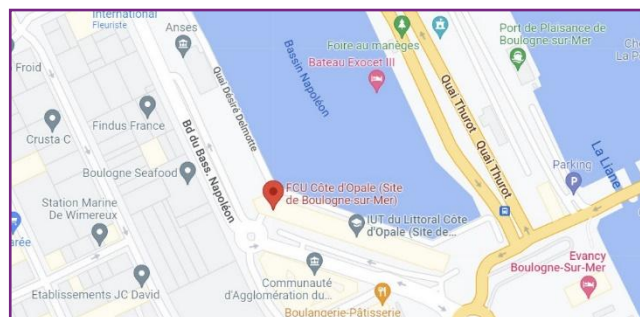 International
Fleuriste
Anses
Froid
Foire au manèges
Bateau Exocet III
Port de Plaisance de
Boulogne-sur-Mer
Bassin Napoléon
Quai Thurot
Quai Thurot
Quai Désiré Delmotte
Crusta C
Findus France
Bd du Bass. Napoléon
Boulogne Seafood
La Liane
Parking
Station Marine
De Wimereux
FCU Côte d'Opale (Site
de Boulogne-sur-Mer)
IUT du Littoral Côte
d'Opale (Site de...
Evancy
Boulogne-Sur-Mer
Communauté
d'Agglomération du...
Etablissements JC David
Boulangerie-Pâtisserie